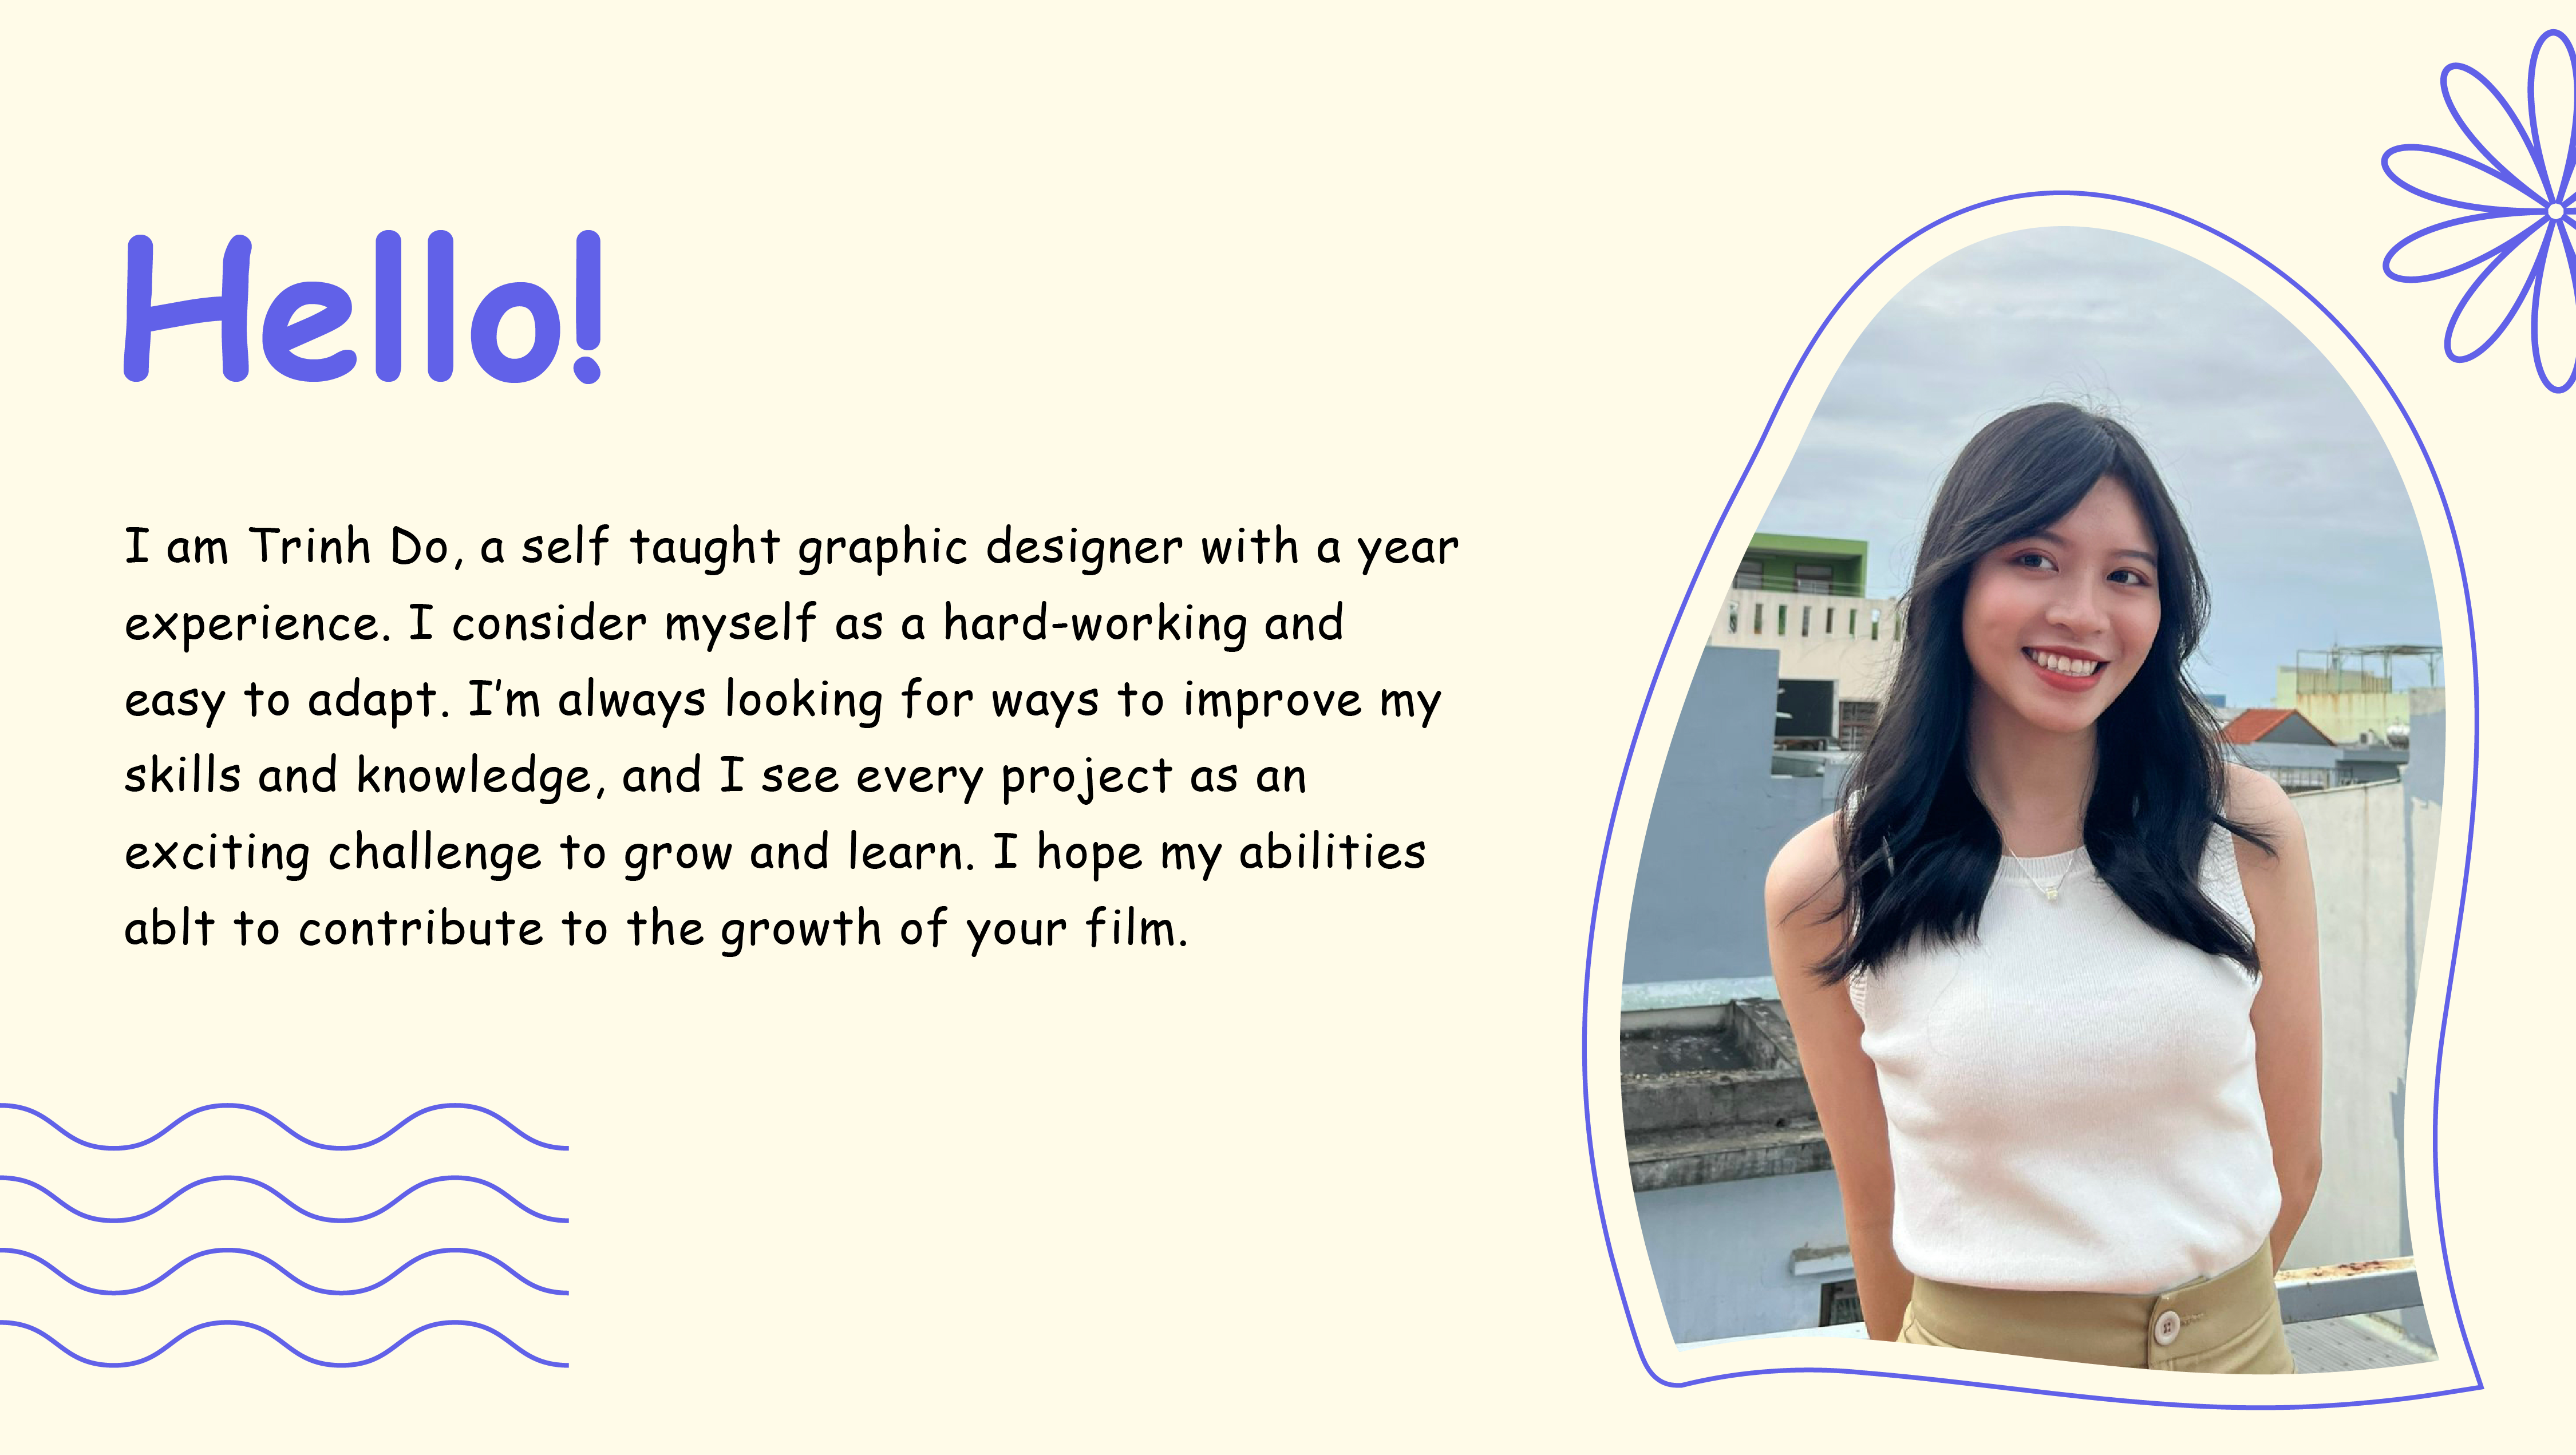 Hello!
I am Trinh Do, a self taught graphic designer with a year
experience. I consider myself as a hard-working and
easy to adapt. I'm always looking for ways to improve my
skills and knowledge, and I see every project as an
exciting challenge to grow and learn. I hope my abilities
ablt to contribute to the growth of your film.